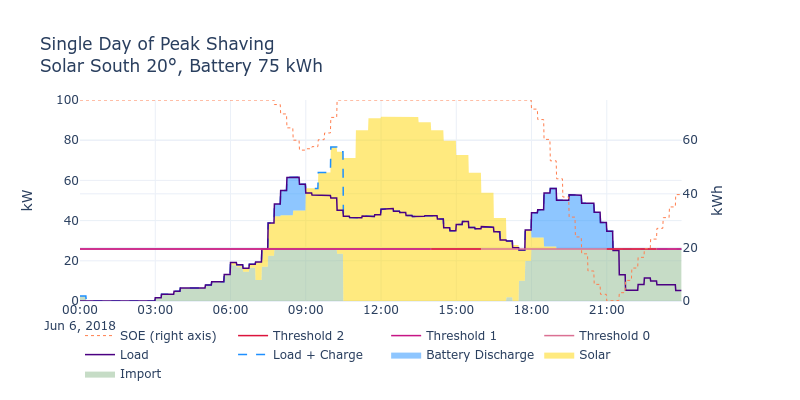 Single Day of Peak Shaving
Solar South 20°, Battery 75 kWh
100
80
60
40
20
0
kW
60
40
20
0
kWh
00:00 03:00 06:00 09:00 12:00 15:00 18:00 21:00
Jun 6, 2018
SOE (right axis) Threshold 2 Threshold 1 Threshold 0
Load Load + Charge Battery Discharge Solar
Import